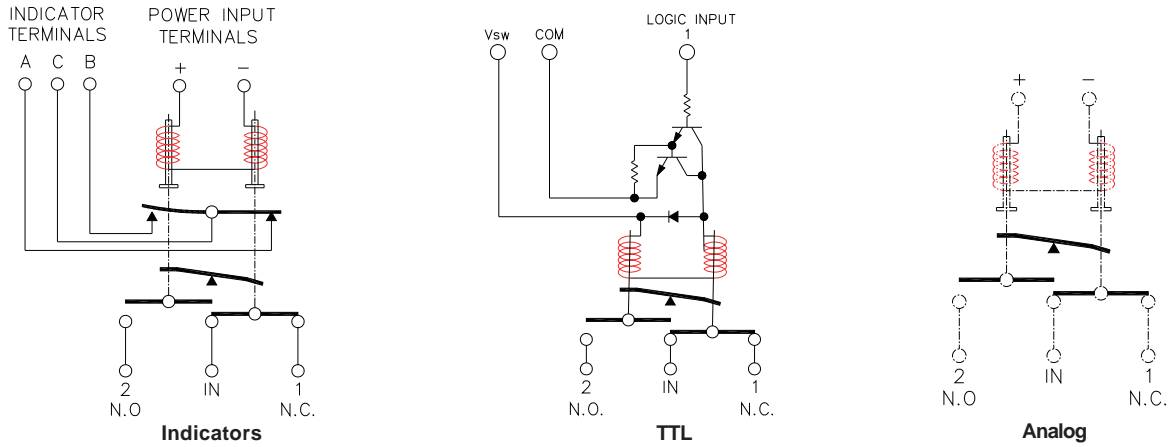 INDICATOR
TERMINALS
A C B
POWER INPUT
TERMINALS
+ −
2
N.O
IN
1
N.C.
Indicators
Vsw
COM
LOGIC INPUT
1
2
N.O.
IN
1
N.C.
TTL
+ −
2
N.O.
IN
1
N.C.
Analog